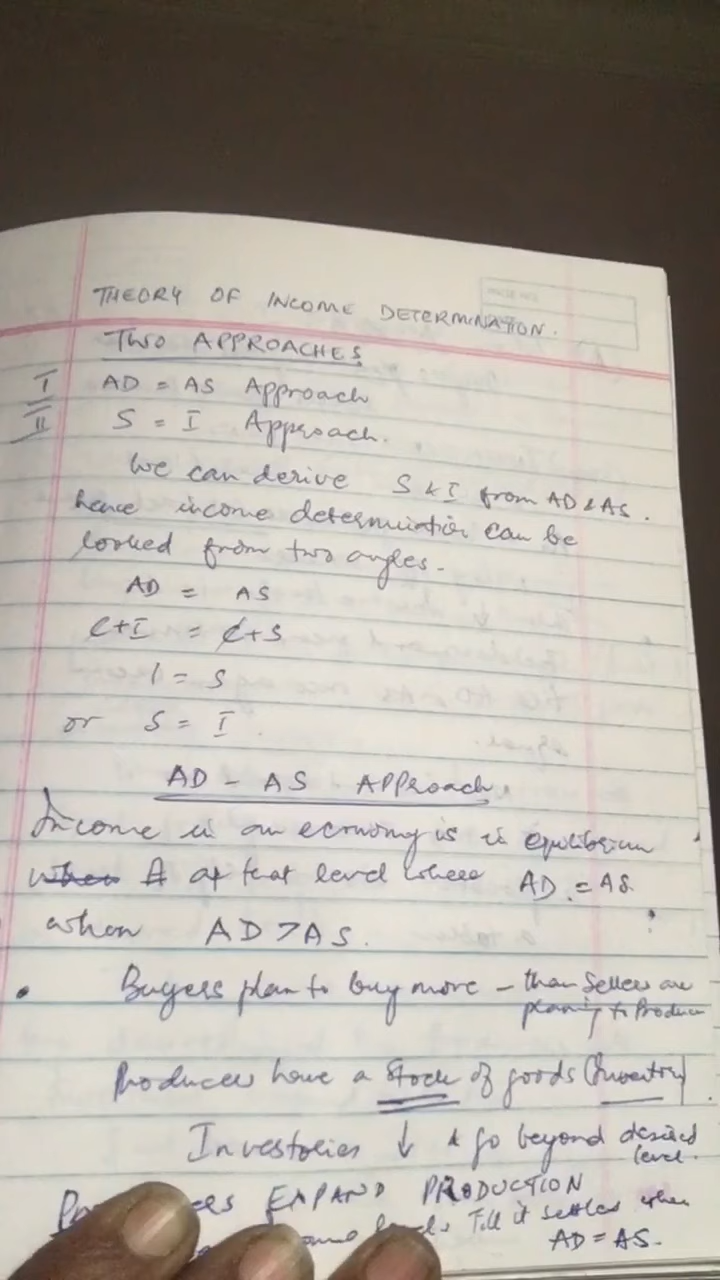 THEORY OF INCOME DETERMINATION.
TWO APPROACHES
I AD = AS Approach
II S = I Approach.
We can derive S & I from AD & AS.
hence income determination can be
looked from two angles.
AD = AS
C+I = C+S
I = S
or S = I.
AD - AS APPRoach.
Income in an economy is in equilibrium
when at that level where AD = AS.
when AD > AS.
Buyers plan to buy more - than Sellers are
planing to Produce
Producers have a Stock of goods (Inventory)
Inventories ↓ & go beyond desired
level.
EXPAND PRODUCTION
Till it settles when
AD = AS.